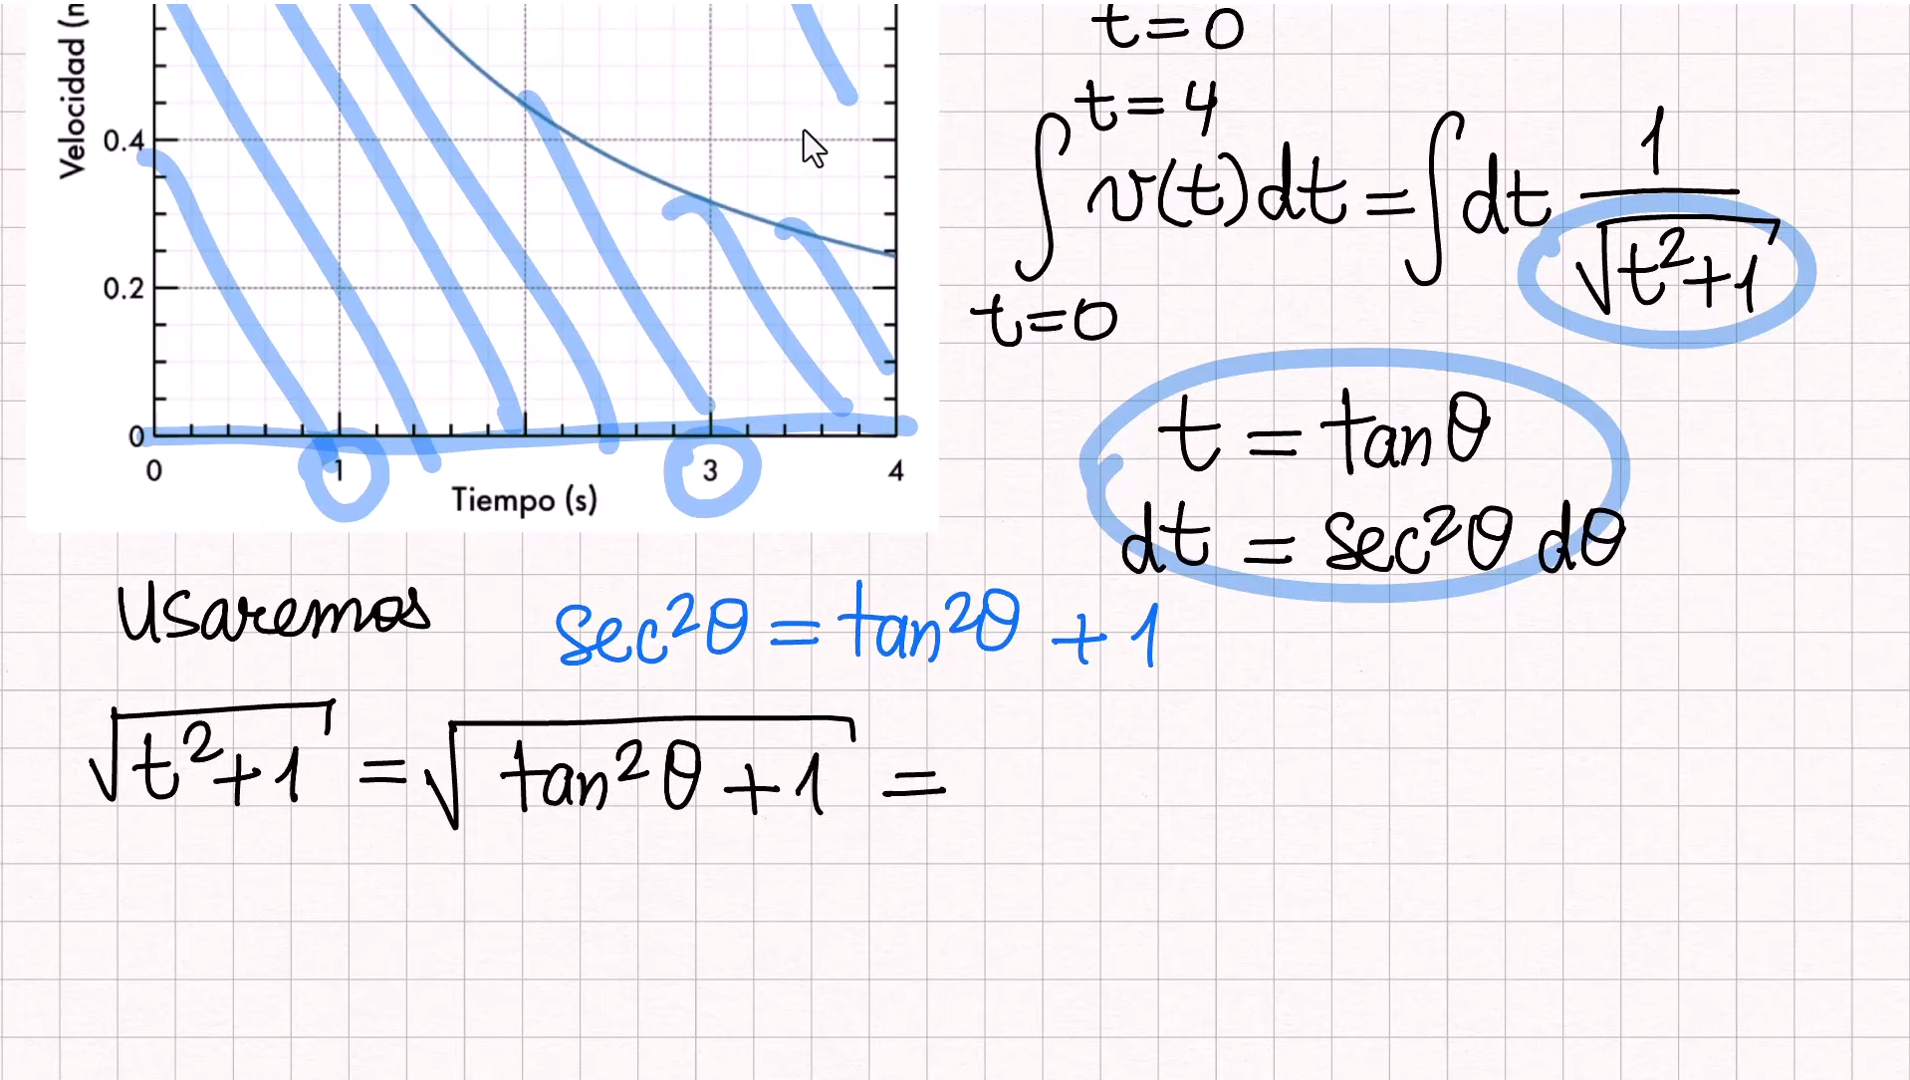 Velocidad (m
0.4
0.2
0
0 1 3 4
Tiempo (s)
t=0
t=4
∫ v(t)dt = ∫ dt 1/√(t²+1)
t=0
t = tanθ
dt = sec²θ dθ
Usaremos sec²θ = tan²θ + 1
√(t²+1) = √(tan²θ+1) =